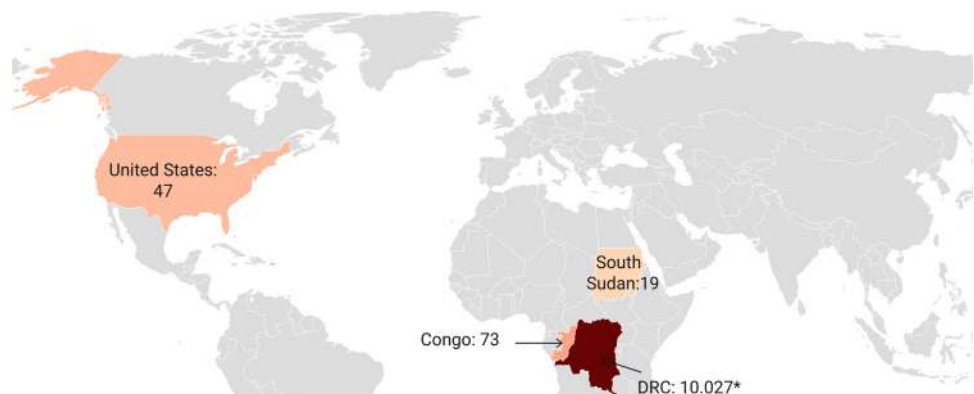 United States:
47
South
Sudan:19
Congo: 73
DRC: 10.027*